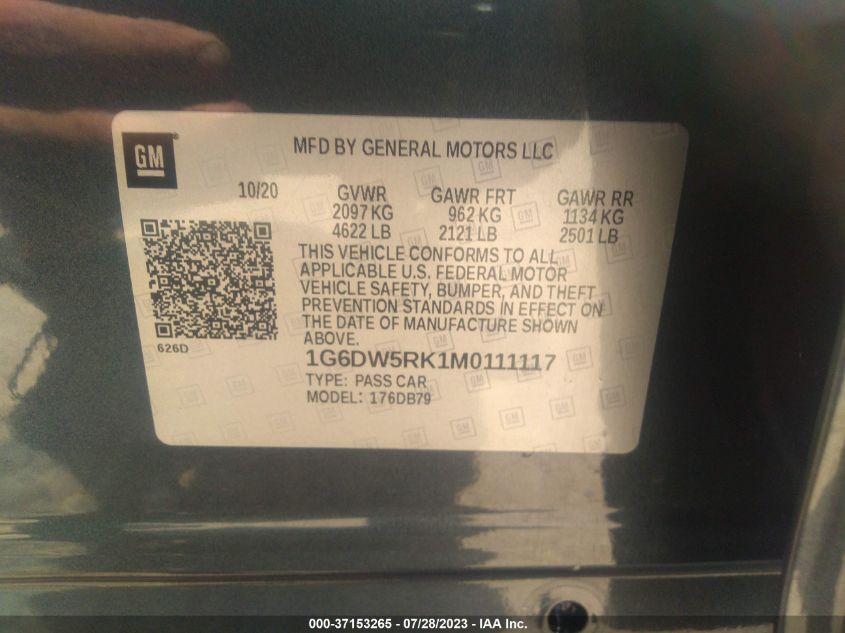 GM
MFD BY GENERAL MOTORS LLC
10/20 GVWR GAWR FRT GAWR RR
2097 KG 962 KG 1134 KG
4622 LB 2121 LB 2501 LB
THIS VEHICLE CONFORMS TO ALL
APPLICABLE U.S. FEDERAL MOTOR
VEHICLE SAFETY, BUMPER, AND THEFT
PREVENTION STANDARDS IN EFFECT ON
THE DATE OF MANUFACTURE SHOWN
ABOVE.
626D
1G6DW5RK1M0111117
TYPE: PASS CAR
MODEL: 176DB79
000-37153265 - 07/28/2023 - IAA Inc.